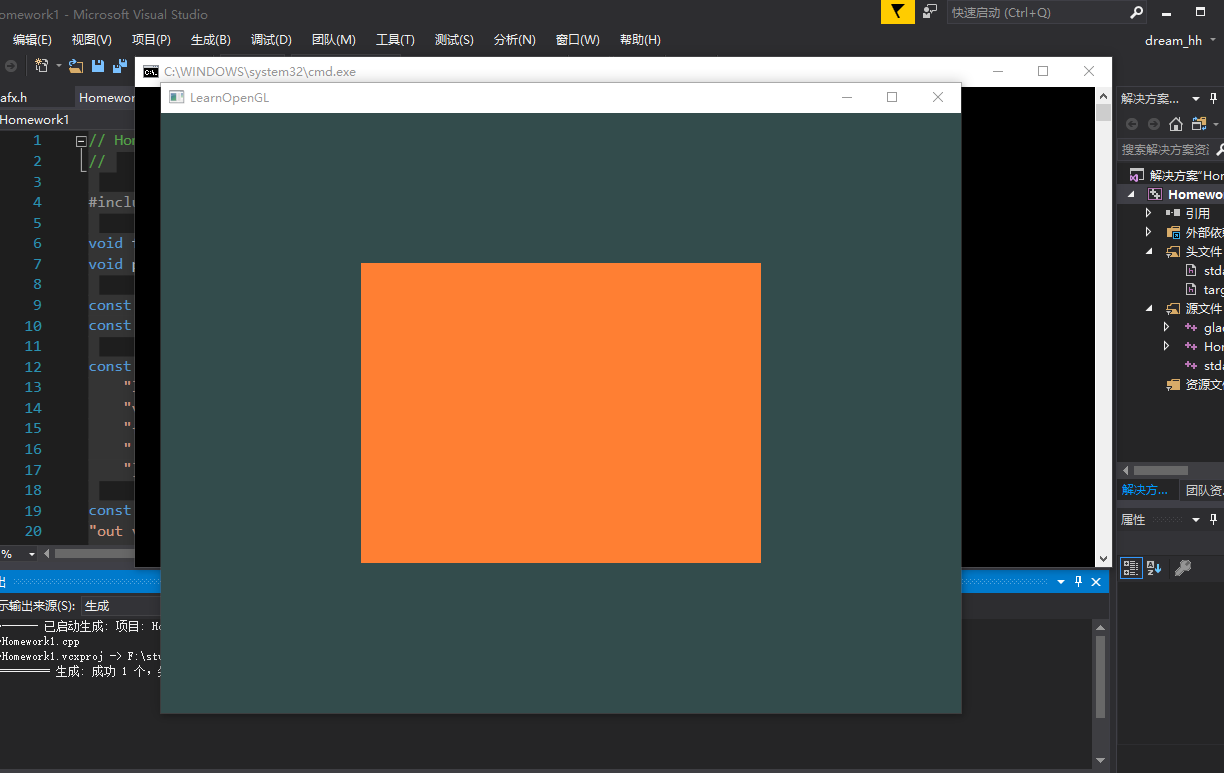 omework1 - Microsoft Visual Studio
快速启动 (Ctrl+Q)
编辑(E) 视图(V) 项目(P) 生成(B) 调试(D) 团队(M) 工具(T) 测试(S) 分析(N) 窗口(W) 帮助(H)
dream_hh
C:\WINDOWS\system32\cmd.exe
LearnOpenGL
afx.h
Homewor
Homework1
1 // Hom
2 //
3
4 #inclu
5
6 void
7 void
8
9 const
10 const
11
12 const
13
14
15
16
17
18
19 const
20 "out
%
解决方案...
搜索解决方案资
解决方案"Hor
Homewo
引用
外部依
头文件
stda
targ
源文件
glad
Hor
stda
资源文
解决方...
团队资
属性
出
示输出来源(S): 生成
已启动生成: 项目: Ho
Homework1.cpp
Homework1.vcxproj -> F:\stu
生成: 成功 1 个，